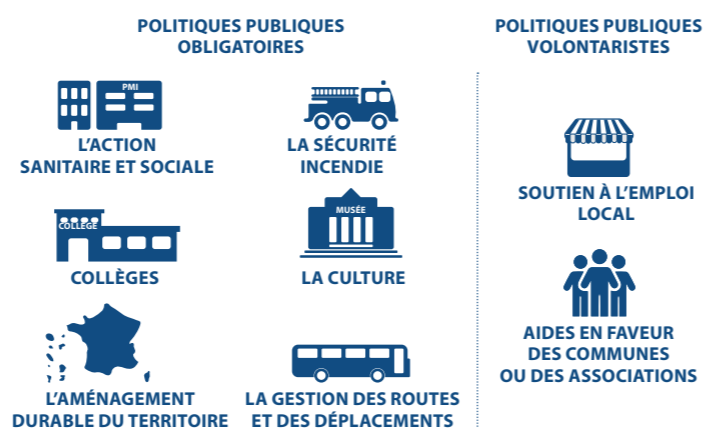 POLITIQUES PUBLIQUES
OBLIGATOIRES
PMI
L'ACTION
SANITAIRE ET SOCIALE
LA SÉCURITÉ
INCENDIE
COLLÈGE
COLLÈGES
MUSÉE
LA CULTURE
L'AMÉNAGEMENT
DURABLE DU TERRITOIRE
LA GESTION DES ROUTES
ET DES DÉPLACEMENTS
POLITIQUES PUBLIQUES
VOLONTARISTES
SOUTIEN À L'EMPLOI
LOCAL
AIDES EN FAVEUR
DES COMMUNES
OU DES ASSOCIATIONS